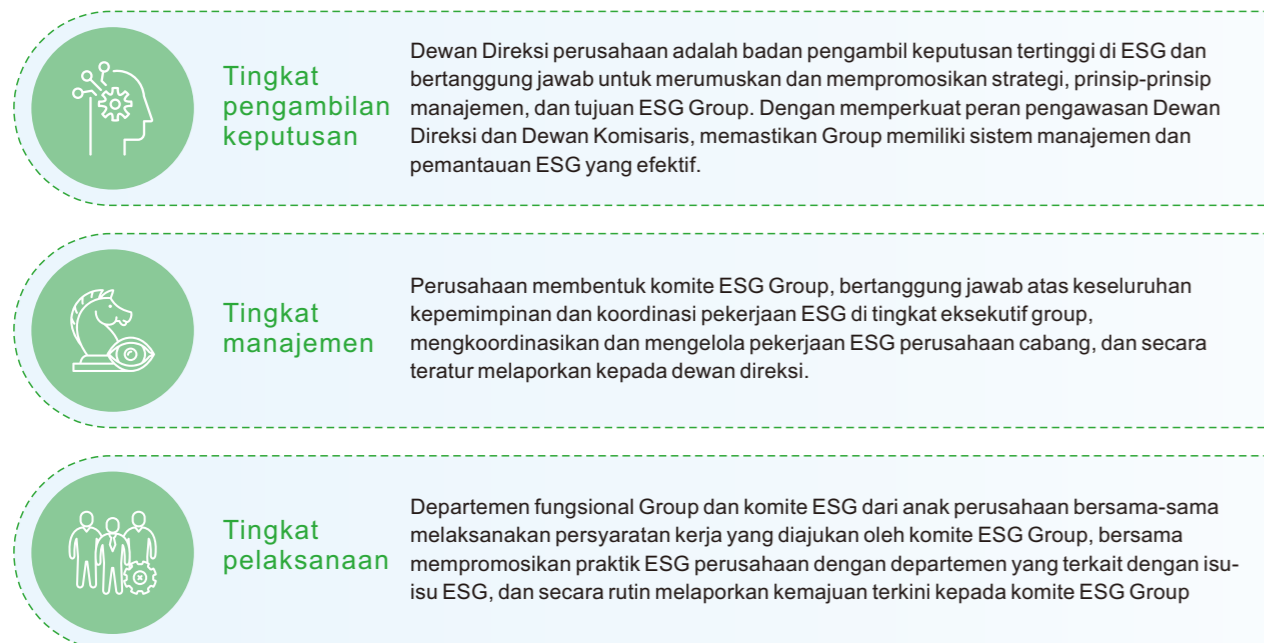 Tingkat
pengambilan
keputusan
Dewan Direksi perusahaan adalah badan pengambil keputusan tertinggi di ESG dan
bertanggung jawab untuk merumuskan dan mempromosikan strategi, prinsip-prinsip
manajemen, dan tujuan ESG Group. Dengan memperkuat peran pengawasan Dewan
Direksi dan Dewan Komisaris, memastikan Group memiliki sistem manajemen dan
pemantauan ESG yang efektif.
Tingkat
manajemen
Perusahaan membentuk komite ESG Group, bertanggung jawab atas keseluruhan
kepemimpinan dan koordinasi pekerjaan ESG di tingkat eksekutif group,
mengkoordinasikan dan mengelola pekerjaan ESG perusahaan cabang, dan secara
teratur melaporkan kepada dewan direksi.
Tingkat
pelaksanaan
Departemen fungsional Group dan komite ESG dari anak perusahaan bersama-sama
melaksanakan persyaratan kerja yang diajukan oleh komite ESG Group, bersama
mempromosikan praktik ESG perusahaan dengan departemen yang terkait dengan isu-
isu ESG, dan secara rutin melaporkan kemajuan terkini kepada komite ESG Group